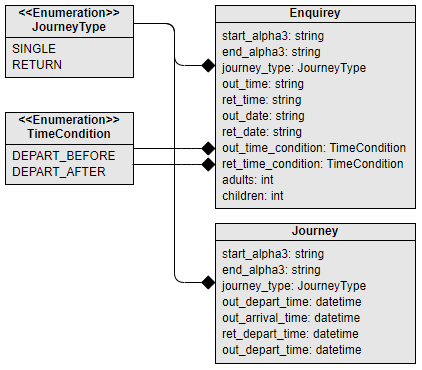 <<Enumeration>>
JourneyType
SINGLE
RETURN
<<Enumeration>>
TimeCondition
DEPART_BEFORE
DEPART_AFTER
Enquirey
start_alpha3: string
end_alpha3: string
journey_type: JourneyType
out_time: string
ret_time: string
out_date: string
ret_date: string
out_time_condition: TimeCondition
ret_time_condition: TimeCondition
adults: int
children: int
Journey
start_alpha3: string
end_alpha3: string
journey_type: JourneyType
out_depart_time: datetime
out_arrival_time: datetime
ret_depart_time: datetime
out_depart_time: datetime